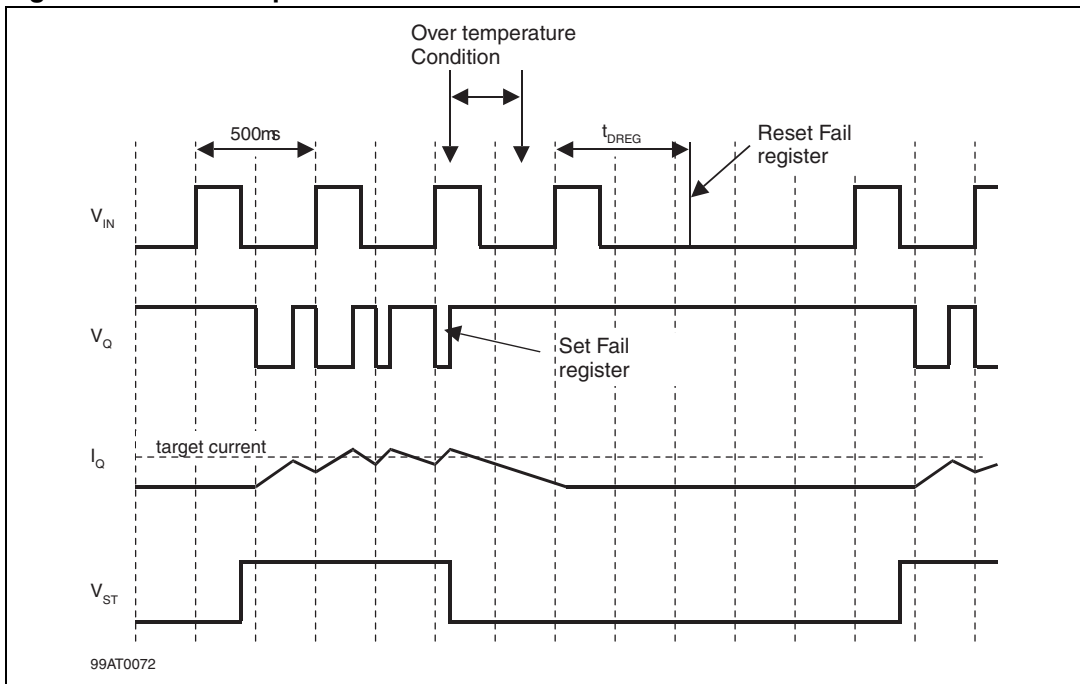 Over temperature
Condition
500ms
tDREG
Reset Fail
register
VIN
VQ
Set Fail
register
target current
IQ
VST
99AT0072